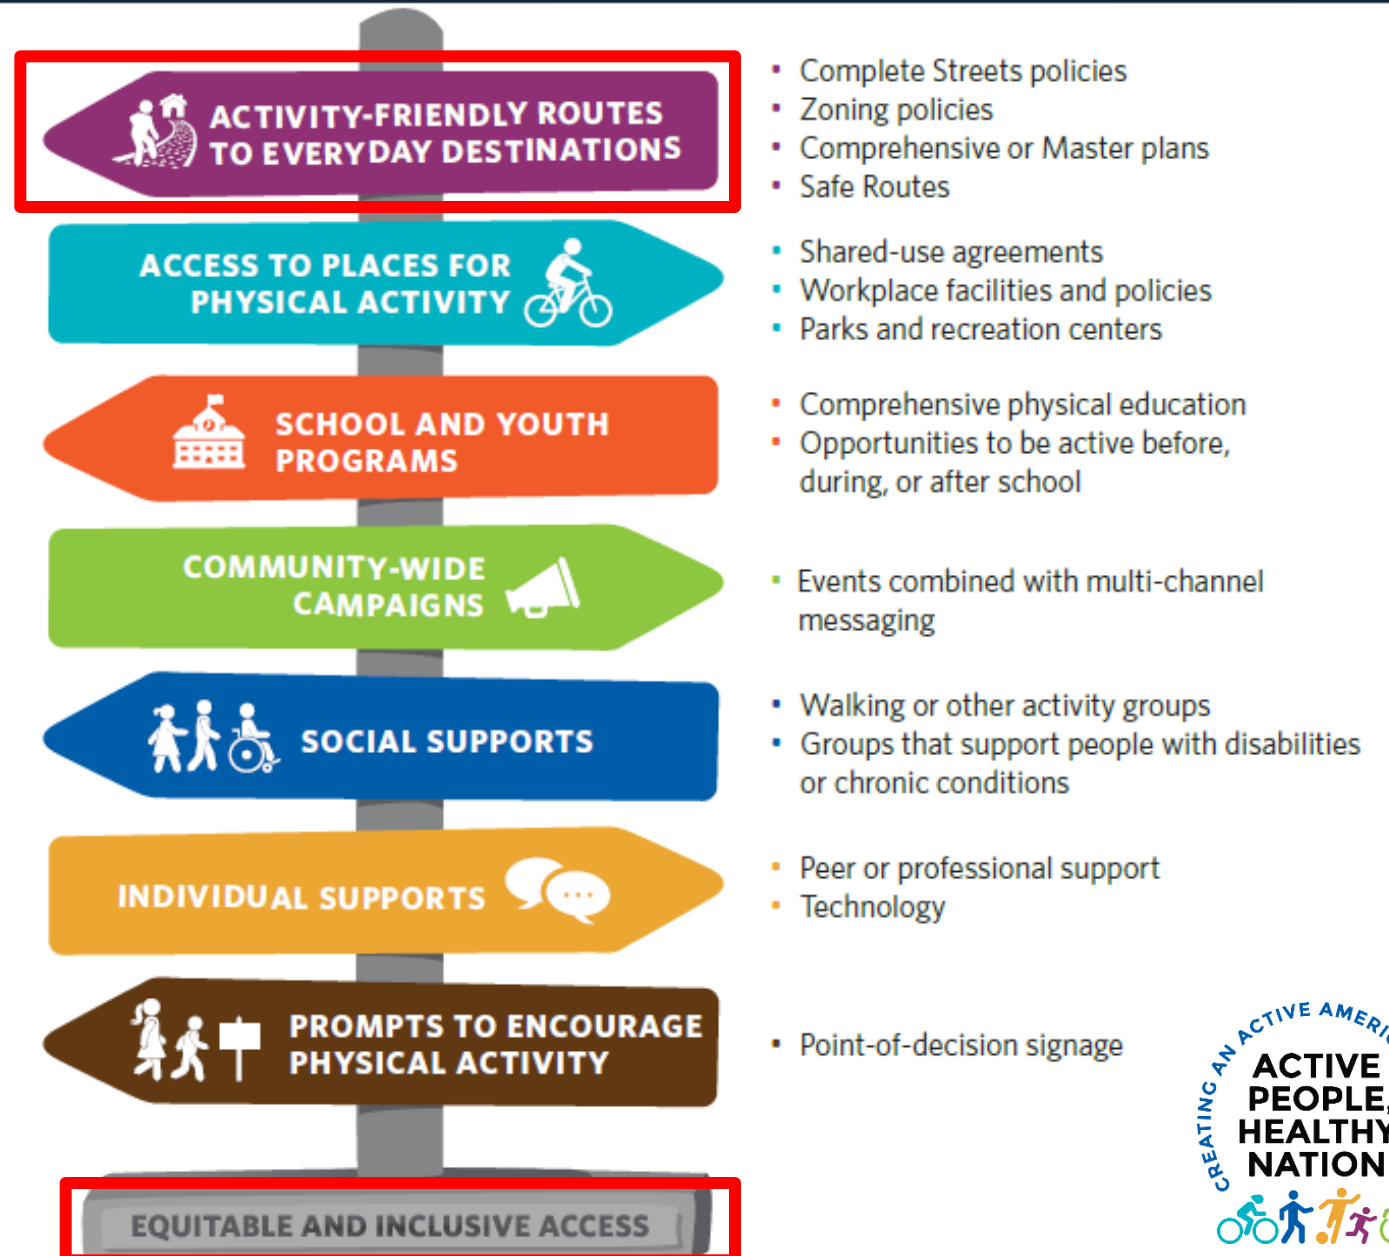 ACTIVITY-FRIENDLY ROUTES
TO EVERYDAY DESTINATIONS
• Complete Streets policies
• Zoning policies
• Comprehensive or Master plans
• Safe Routes
ACCESS TO PLACES FOR
PHYSICAL ACTIVITY
• Shared-use agreements
• Workplace facilities and policies
• Parks and recreation centers
SCHOOL AND YOUTH
PROGRAMS
• Comprehensive physical education
• Opportunities to be active before,
during, or after school
COMMUNITY-WIDE
CAMPAIGNS
• Events combined with multi-channel
messaging
SOCIAL SUPPORTS
• Walking or other activity groups
• Groups that support people with disabilities
or chronic conditions
INDIVIDUAL SUPPORTS
• Peer or professional support
• Technology
PROMPTS TO ENCOURAGE
PHYSICAL ACTIVITY
• Point-of-decision signage
EQUITABLE AND INCLUSIVE ACCESS
CREATING AN ACTIVE
ACTIVE
PEOPLE,
HEALTHY
NATION